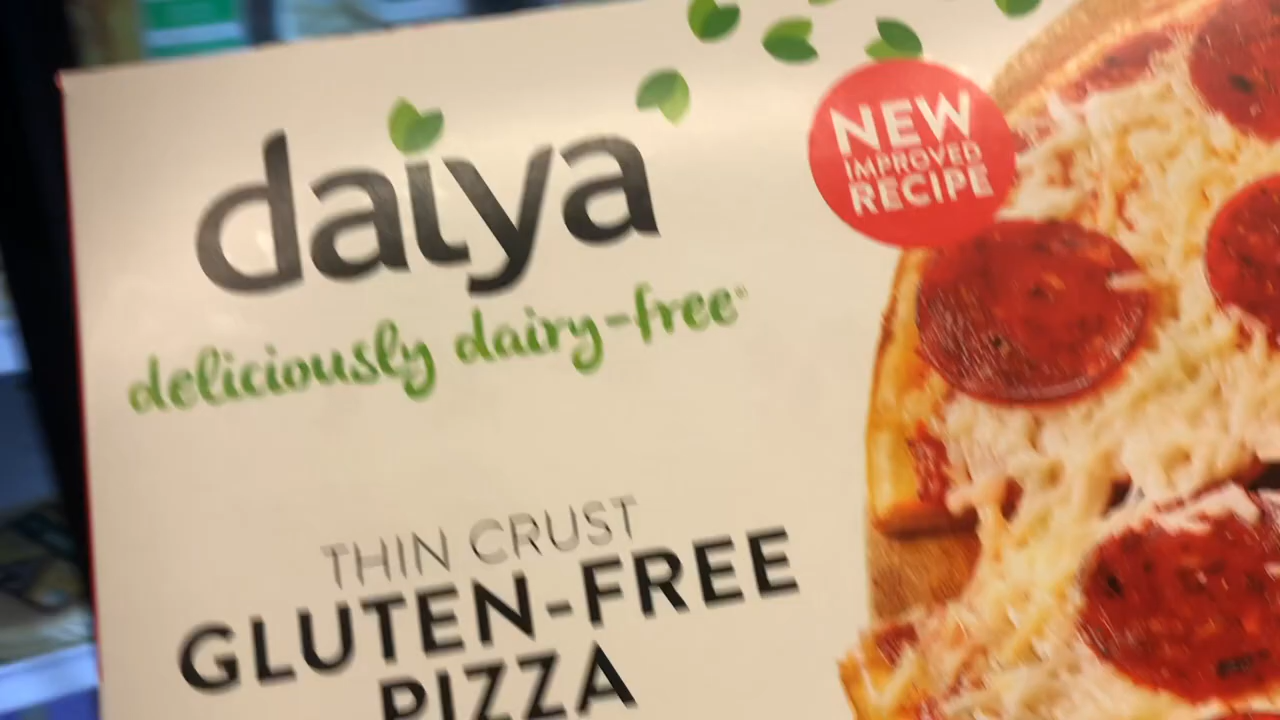 daiya
deliciously dairy-free
NEW
IMPROVED
RECIPE
THIN CRUST
GLUTEN-FREE
PIZZA